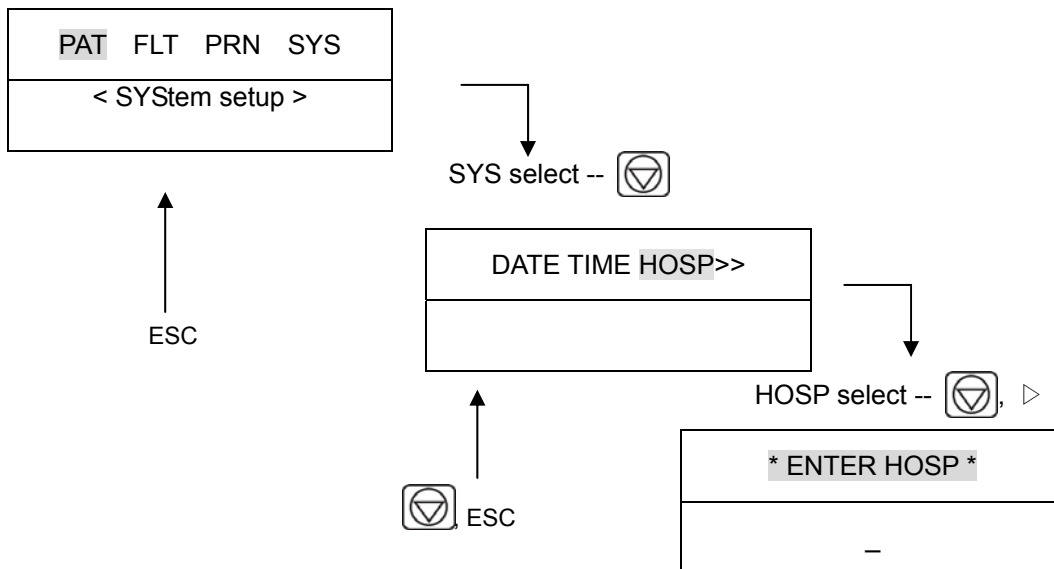 PAT FLT PRN SYS
< SYStem setup >
SYS select --
DATE TIME HOSP>>
ESC
HOSP select -- , ▷
* ENTER HOSP *
, ESC
_